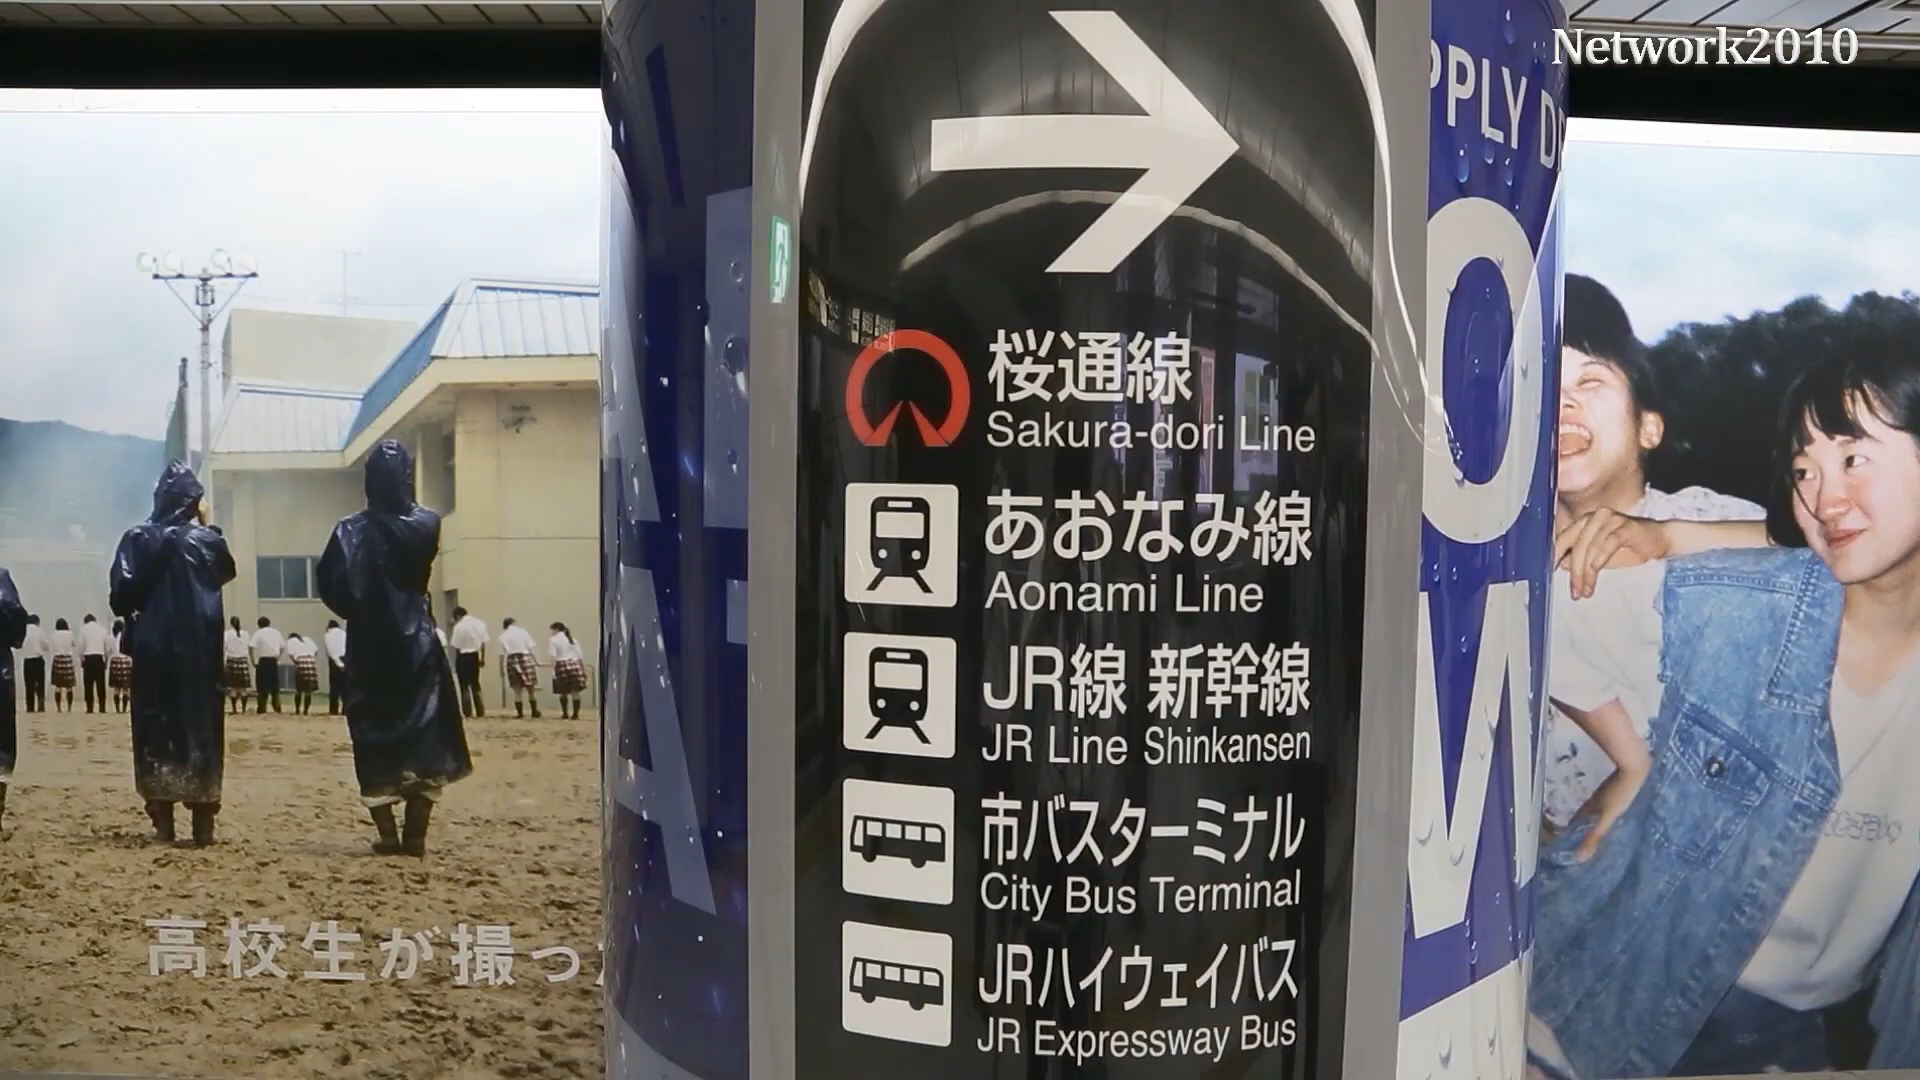 Network2010
PPLY
桜通線
Sakura-dori Line
あおなみ線
Aonami Line
JR線 新幹線
JR Line Shinkansen
市バスターミナル
City Bus Terminal
JRハイウェイバス
JR Expressway Bus
高校生が撮っ